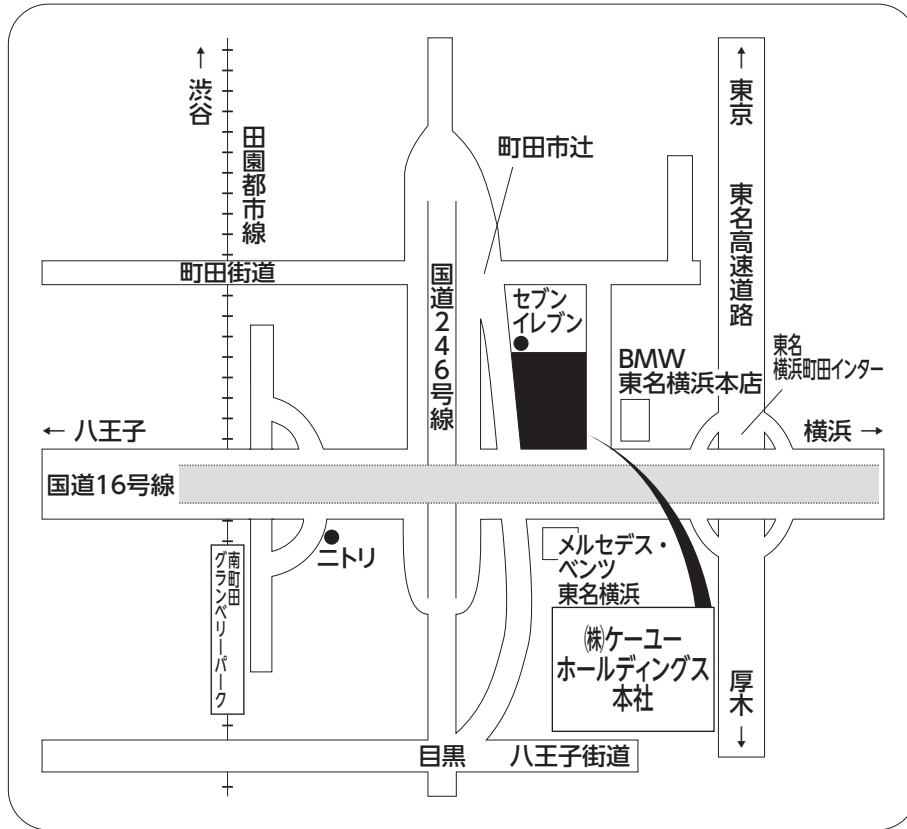 ↑
渋谷
田園都市線
町田市辻
↑
東京
東名高速道路
町田街道
国道246号線
セブン
イレブン
BMW
東名横浜本店
東名
横浜町田インター
← 八王子
横浜 →
国道16号線
ニトリ
メルセデス・
ベンツ
東名横浜
南町田
グランベリーパーク
㈱ケーユー
ホールディングス
本社
厚木
↓
目黒
八王子街道